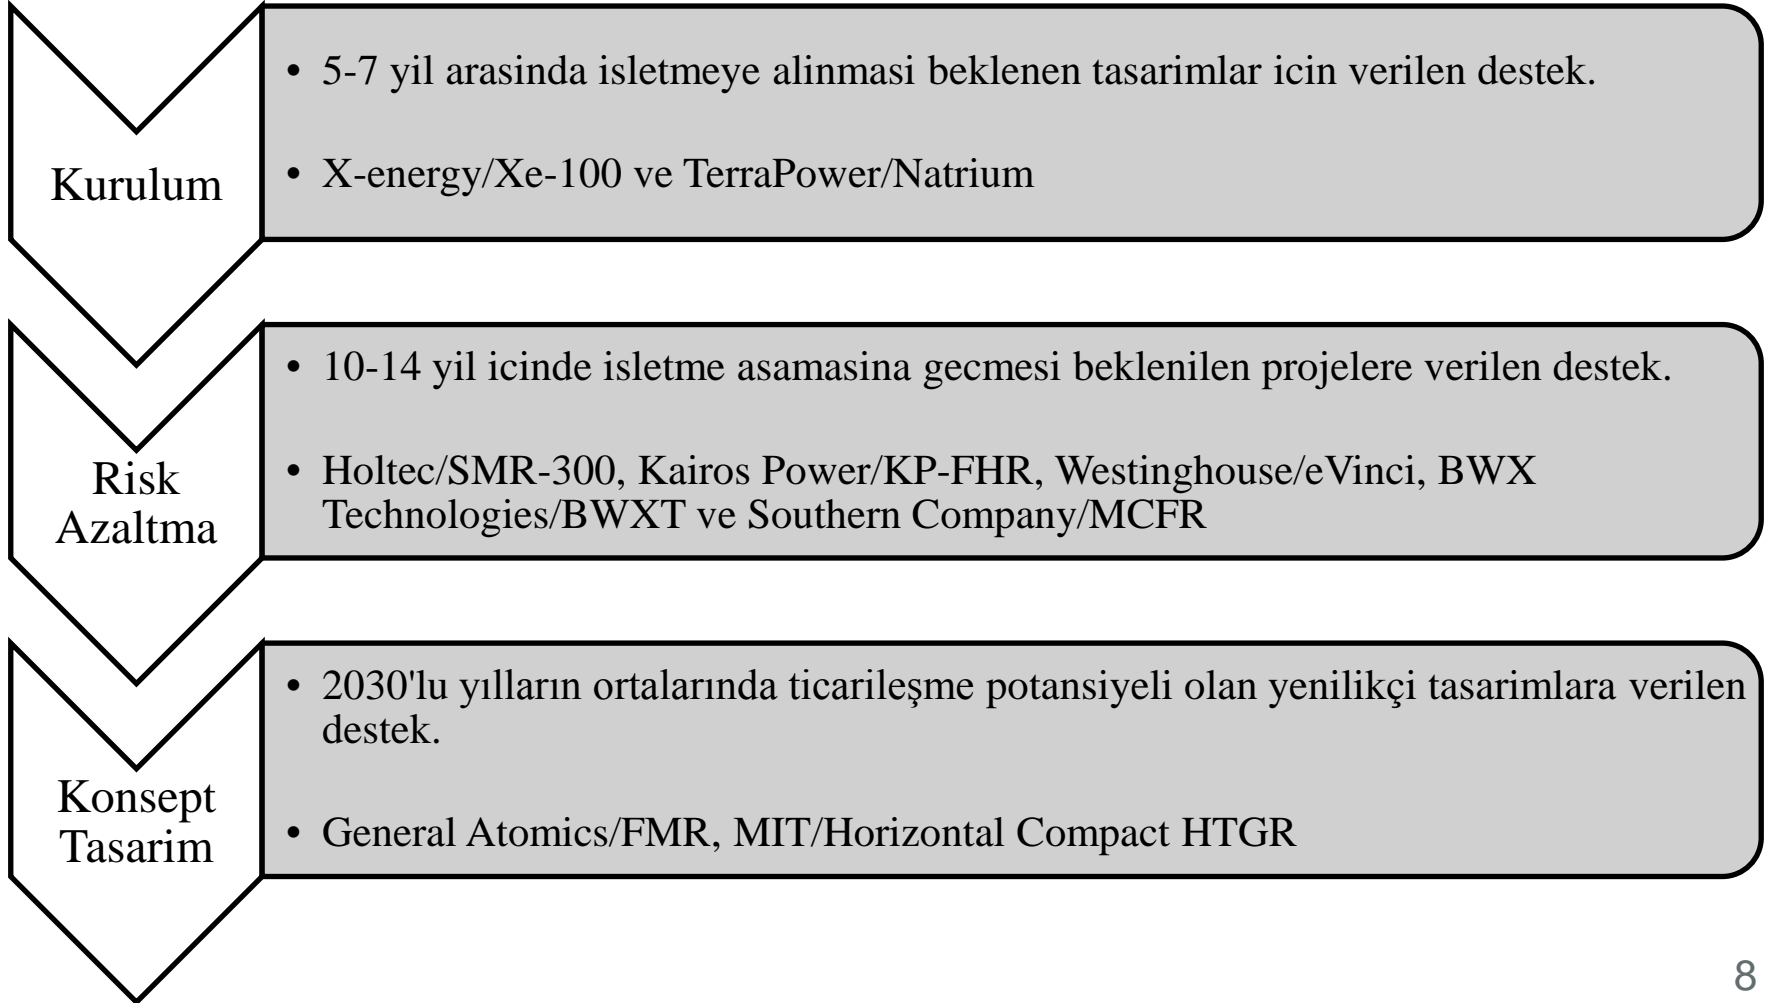 Kurulum
• 5-7 yil arasinda isletmeye alinmasi beklenen tasarimlar icin verilen destek.
• X-energy/Xe-100 ve TerraPower/Natrium
Risk
Azaltma
• 10-14 yil icinde isletme asamasina gecmesi beklenilen projelere verilen destek.
• Holtec/SMR-300, Kairos Power/KP-FHR, Westinghouse/eVinci, BWX
Technologies/BWXT ve Southern Company/MCFR
Konsept
Tasarim
• 2030'lu yılların ortalarında ticarileşme potansiyeli olan yenilikçi tasarimlara verilen
destek.
• General Atomics/FMR, MIT/Horizontal Compact HTGR
8